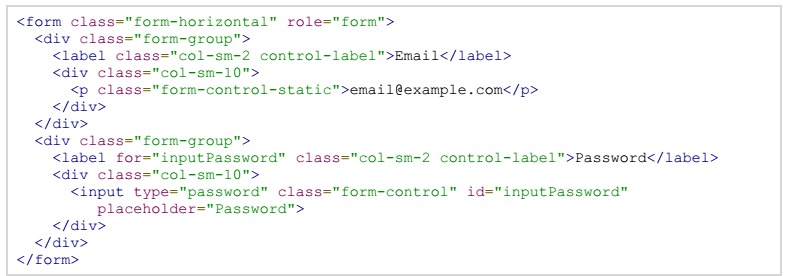 <form class="form-horizontal" role="form">
  <div class="form-group">
    <label class="col-sm-2 control-label">Email</label>
    <div class="col-sm-10">
      <p class="form-control-static">email@example.com</p>
    </div>
  </div>
  <div class="form-group">
    <label for="inputPassword" class="col-sm-2 control-label">Password</label>
    <div class="col-sm-10">
      <input type="password" class="form-control" id="inputPassword"
         placeholder="Password">
    </div>
  </div>
</form>